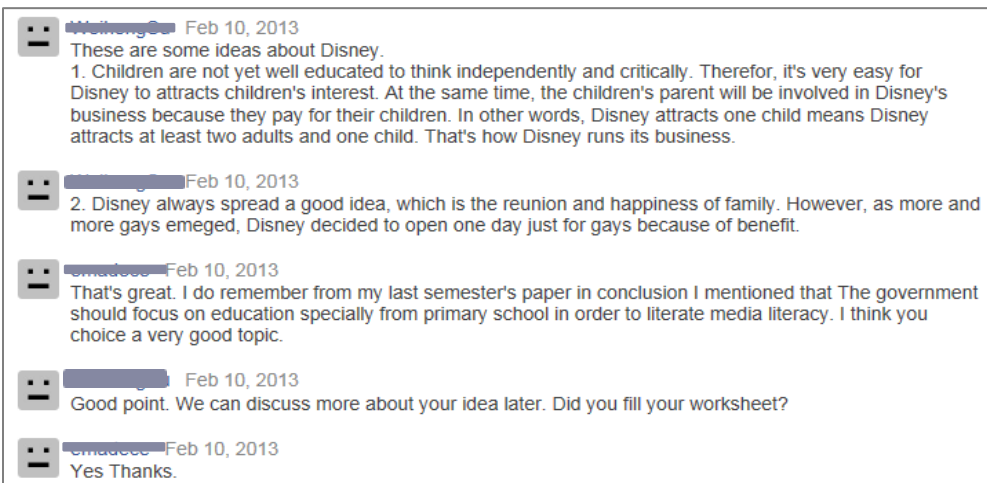 Feb 10, 2013
These are some ideas about Disney.
1. Children are not yet well educated to think independently and critically. Therefor, it's very easy for
Disney to attracts children's interest. At the same time, the children's parent will be involved in Disney's
business because they pay for their children. In other words, Disney attracts one child means Disney
attracts at least two adults and one child. That's how Disney runs its business.
Feb 10, 2013
2. Disney always spread a good idea, which is the reunion and happiness of family. However, as more and
more gays emeged, Disney decided to open one day just for gays because of benefit.
Feb 10, 2013
That's great. I do remember from my last semester's paper in conclusion I mentioned that The government
should focus on education specially from primary school in order to literate media literacy. I think you
choice a very good topic.
Feb 10, 2013
Good point. We can discuss more about your idea later. Did you fill your worksheet?
Feb 10, 2013
Yes Thanks.